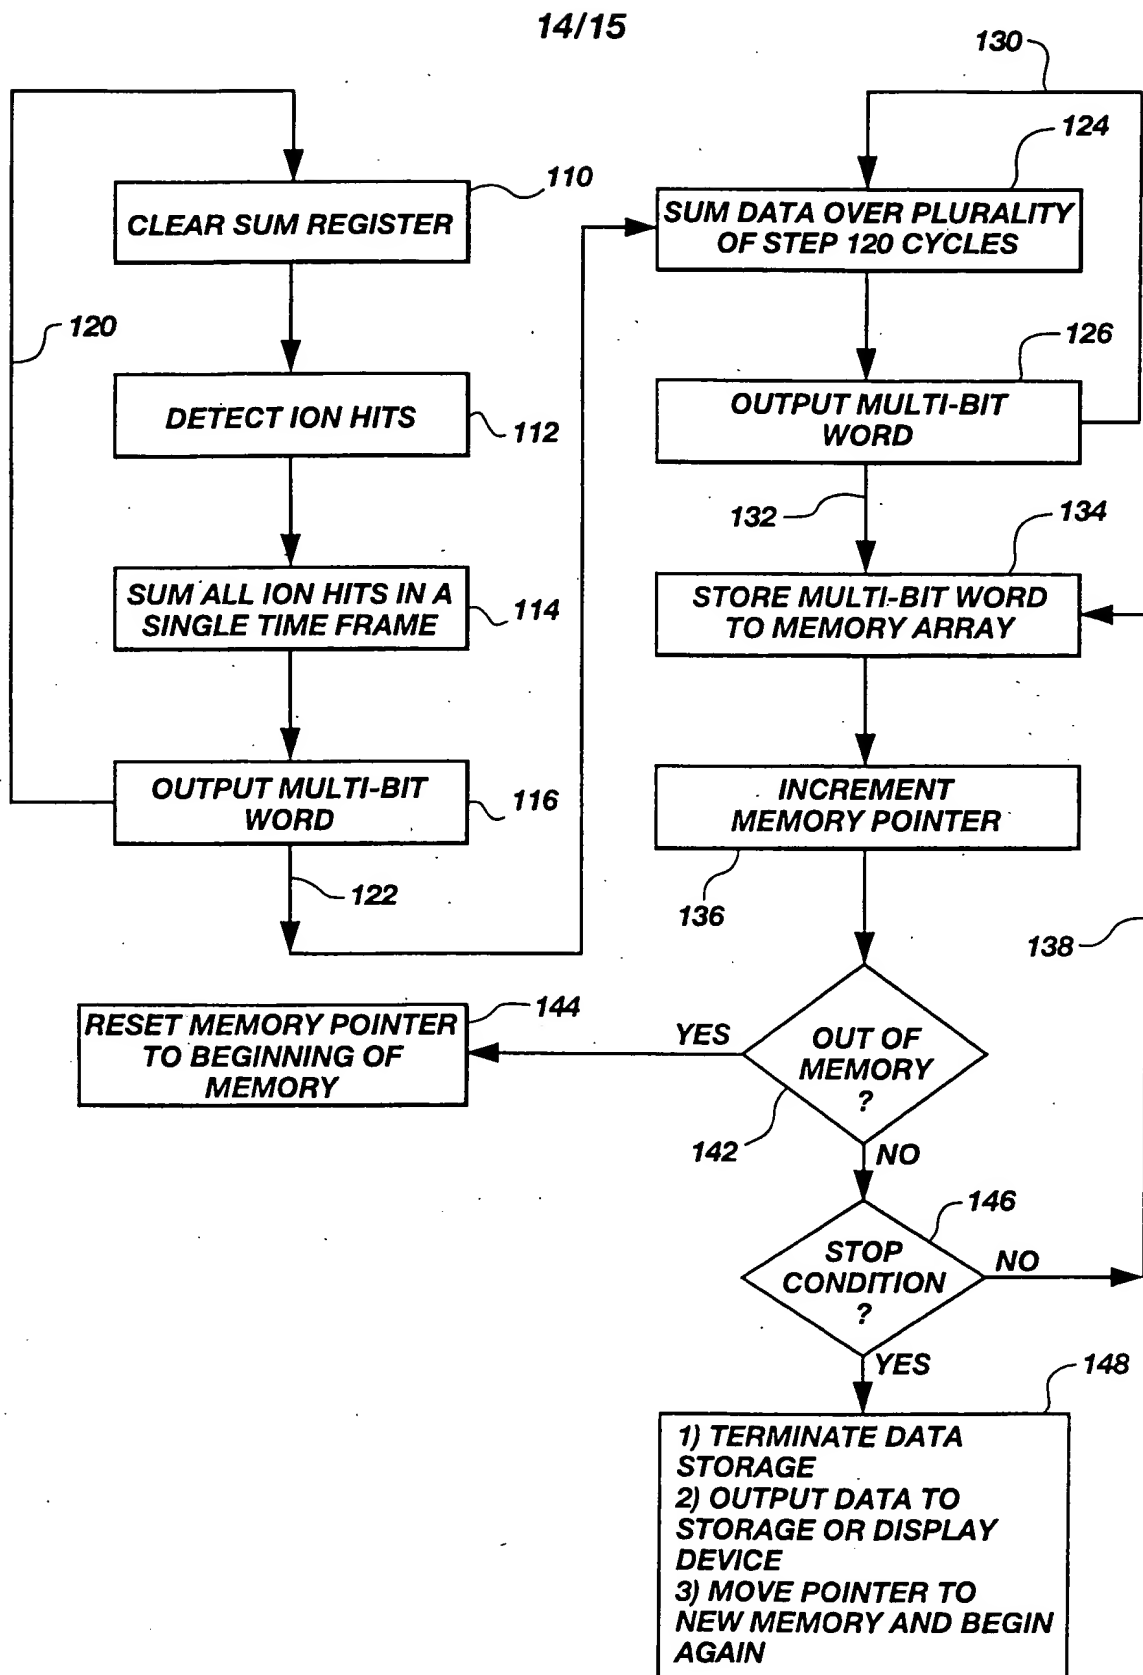 14/15
130
124
110
CLEAR SUM REGISTER
SUM DATA OVER PLURALITY
OF STEP 120 CYCLES
120
126
DETECT ION HITS
112
OUTPUT MULTI-BIT
WORD
132
134
SUM ALL ION HITS IN A
SINGLE TIME FRAME
114
STORE MULTI-BIT WORD
TO MEMORY ARRAY
OUTPUT MULTI-BIT
WORD
116
INCREMENT
MEMORY POINTER
122
136
138
RESET MEMORY POINTER
TO BEGINNING OF
MEMORY
144
YES
OUT OF
MEMORY
?
142
NO
146
STOP
CONDITION
?
NO
YES
148
1) TERMINATE DATA
STORAGE
2) OUTPUT DATA TO
STORAGE OR DISPLAY
DEVICE
3) MOVE POINTER TO
NEW MEMORY AND BEGIN
AGAIN